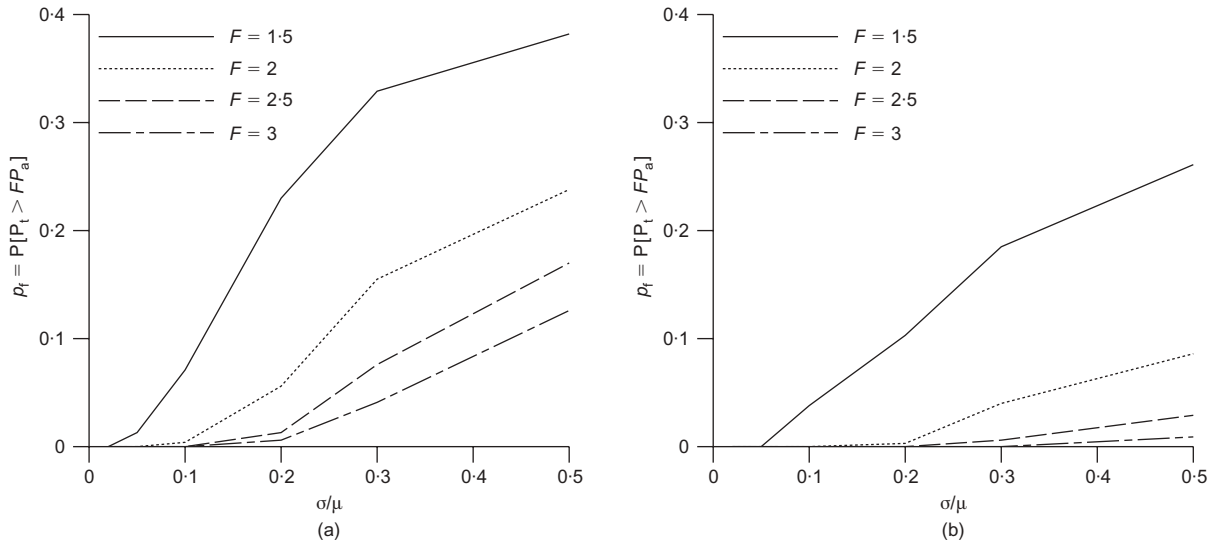 0·4
F = 1·5
F = 2
F = 2·5
F = 3
0·3
0·2
0·1
0
p_f = P[P_t > FP_a]
0 0·1 0·2 0·3 0·4 0·5
σ/μ
(a)
0·4
F = 1·5
F = 2
F = 2·5
F = 3
0·3
0·2
0·1
0
p_f = P[P_t > FP_a]
0 0·1 0·2 0·3 0·4 0·5
σ/μ
(b)